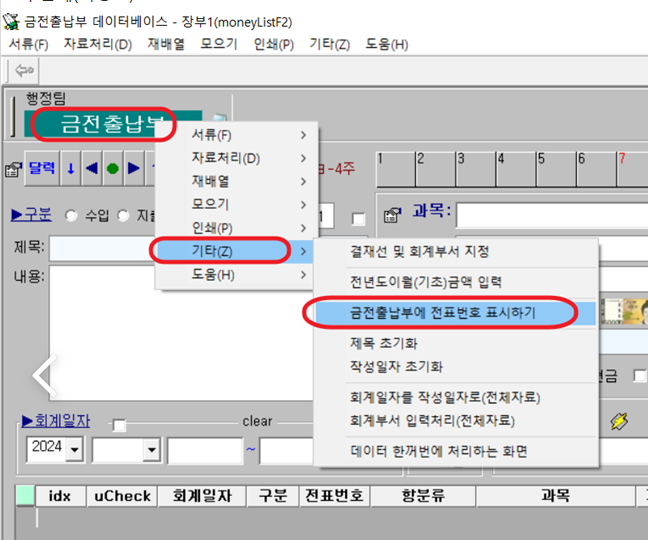 금전출납부 데이터베이스 - 장부1(moneyListF2)
서류(F) 자료처리(D) 재배열 모으기 인쇄(P) 기타(Z) 도움(H)
행정팀
금전출납부
서류(F)
자료처리(D)
재배열
모으기
인쇄(P)
기타(Z)
도움(H)
달력
-4주
1 2 3 4 5 6 7
▶구분 수입
과목:
제목:
내용:
결재선 및 회계부서 지정
전년도이월(기초)금액 입력
금전출납부에 전표번호 표시하기
제목 초기화
작성일자 초기화
회계일자를 작성일자로(전체자료)
회계부서 입력처리(전체자료)
데이터 한꺼번에 처리하는 화면
▶회계일자 clear
2024 ~
idx uCheck 회계일자 구분 전표번호 항분류 과목